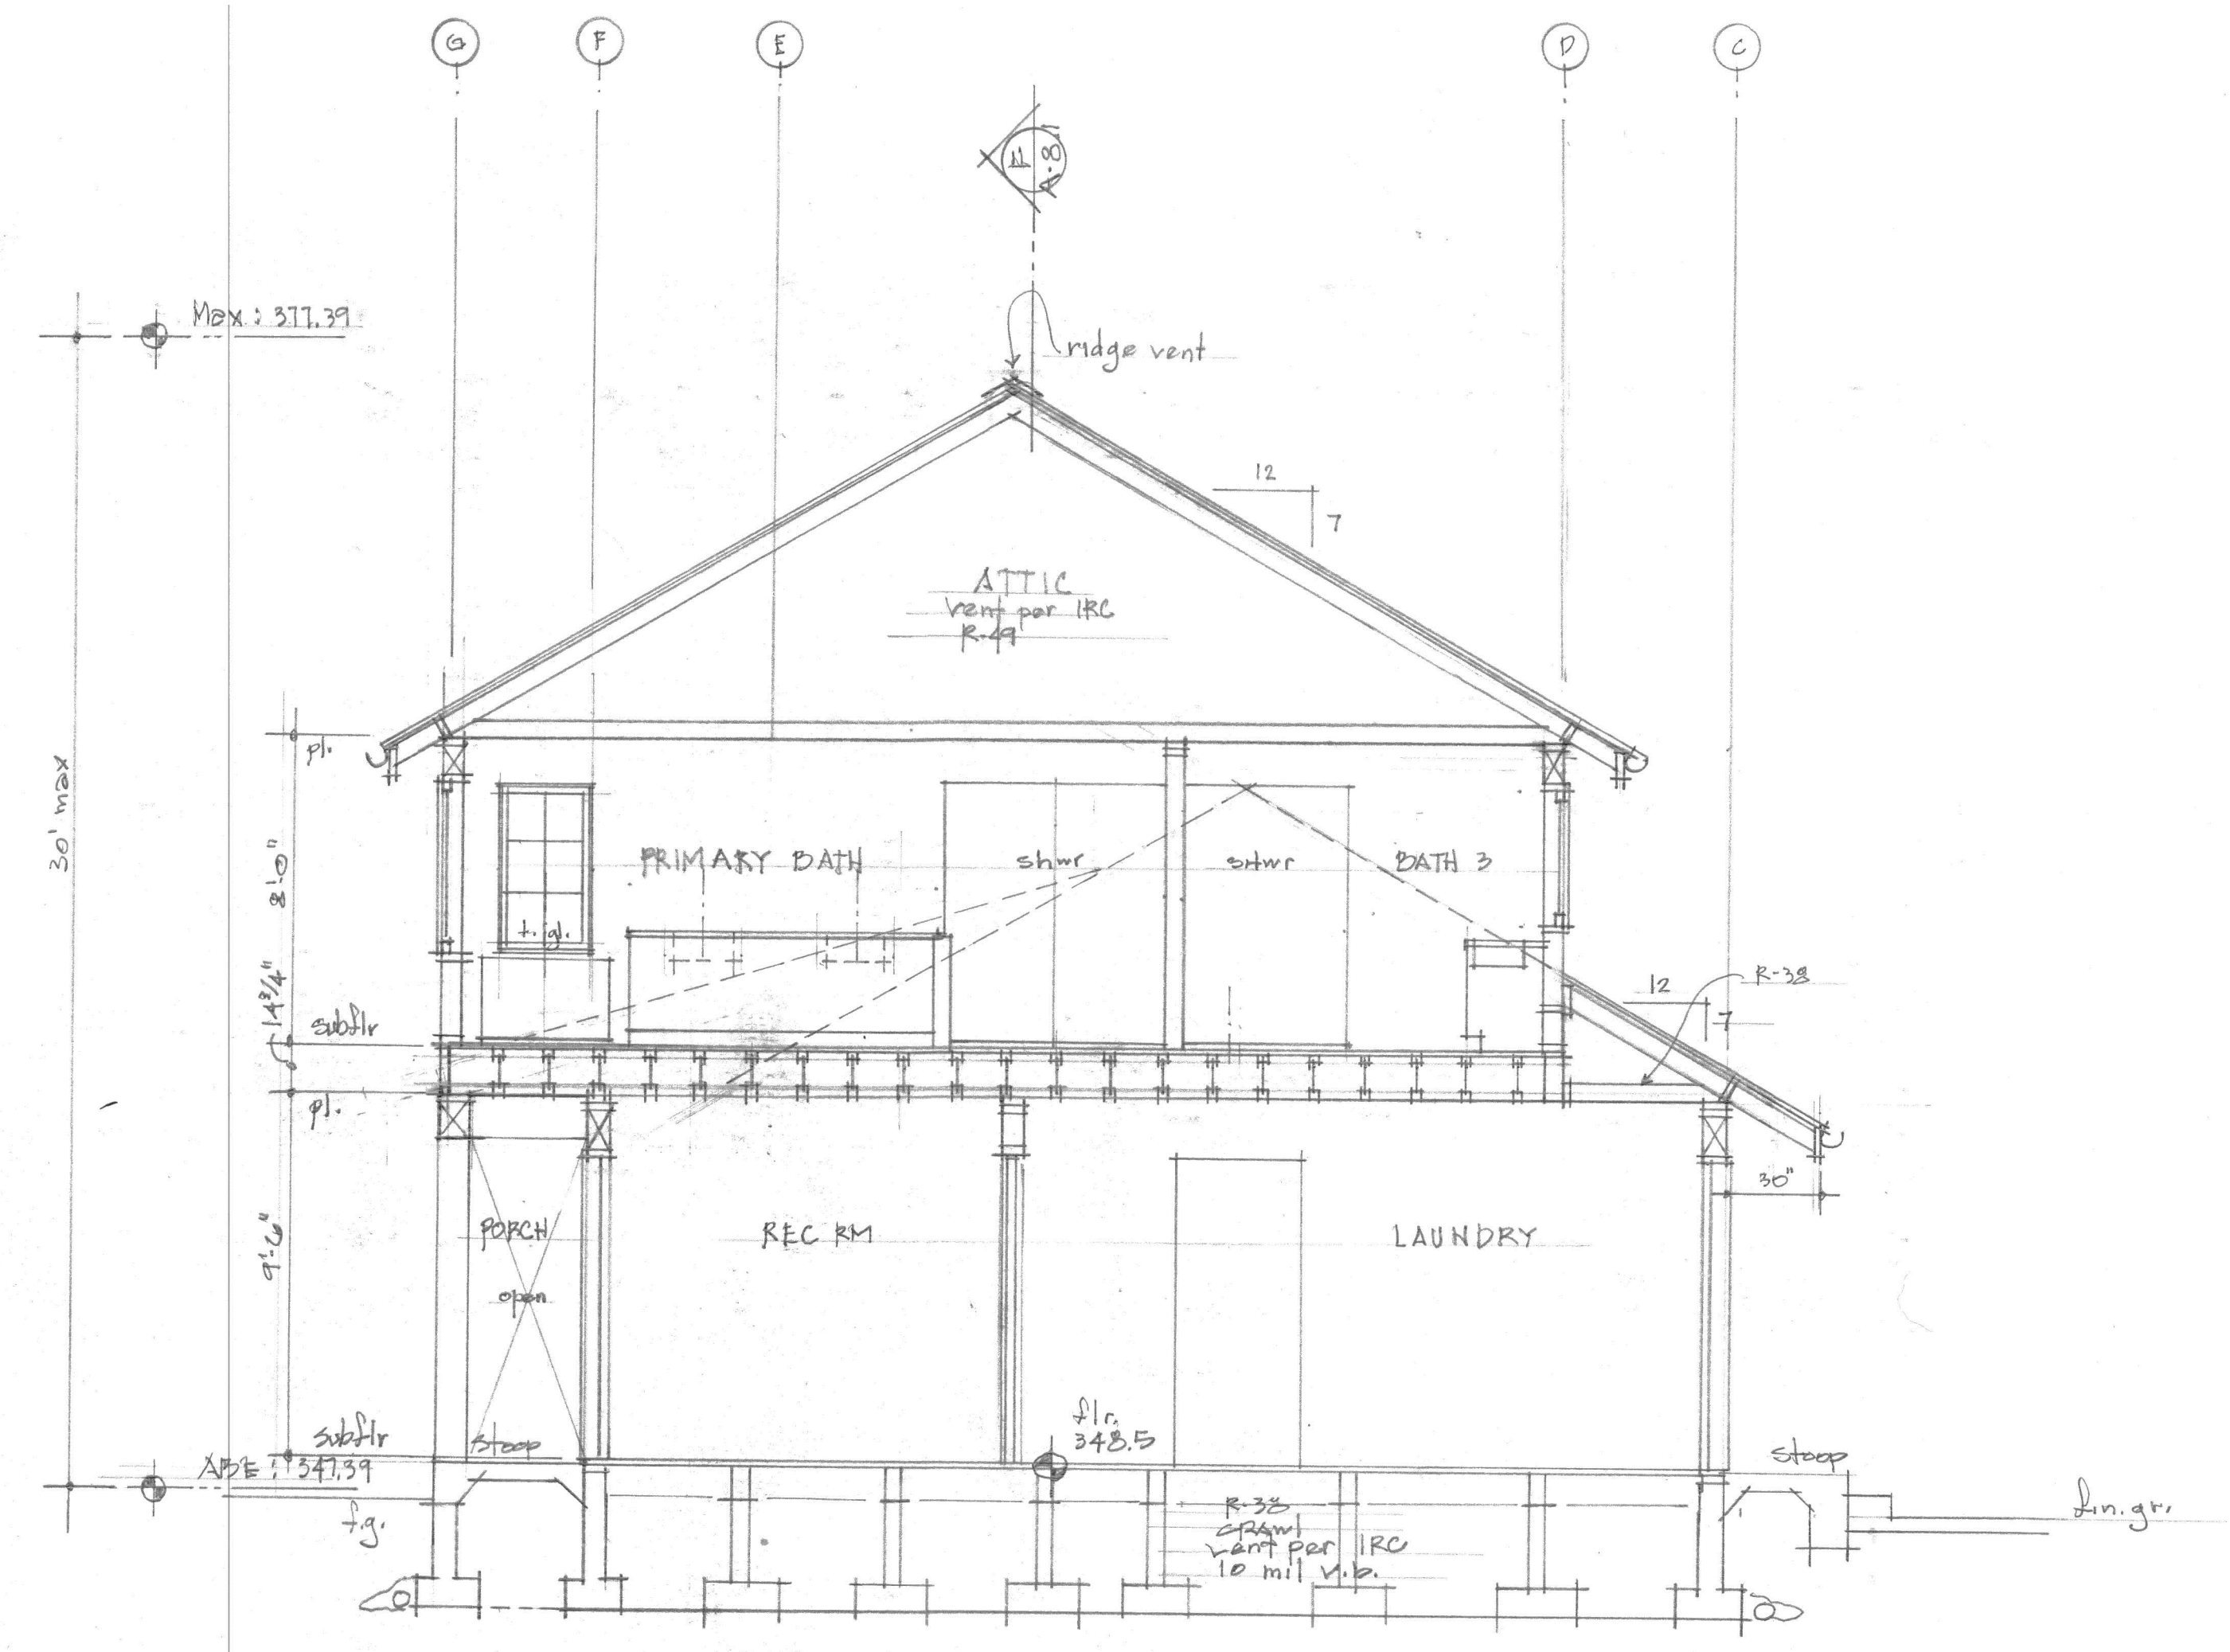 G F E D C
A-8.1
Max.: 377.39
ridge vent
12
7
ATTIC
vent per IRC
R-49
pl.
30' max
8'-0"
PRIMARY BATH
shwr
shwr
BATH 3
t. gl.
R-38
12
7
14 3/4"
subflr
pl.
30"
9'-6"
PORCH
REC RM
LAUNDRY
open
flr.
348.5
subflr
stoop
stoop
ABE: 347.39
f.g.
R-38
crawl
vent per IRC
10 mil v.b.
fin. gr.